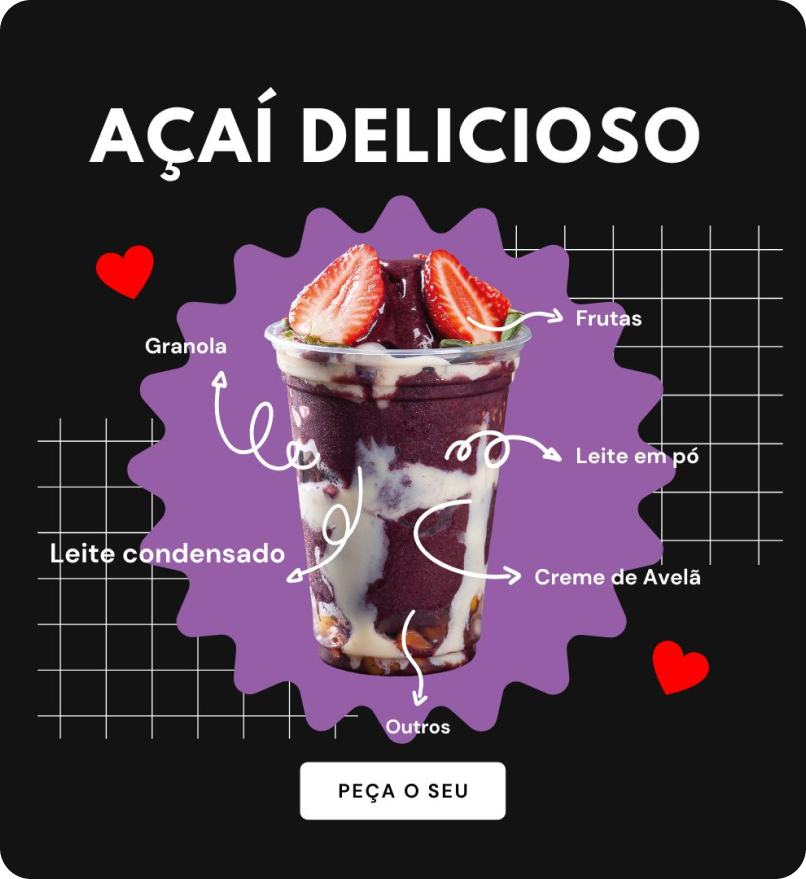 AÇAÍ DELICIOSO
Frutas
Granola
Leite em pó
Leite condensado
Creme de Avelã
Outros
PEÇA O SEU